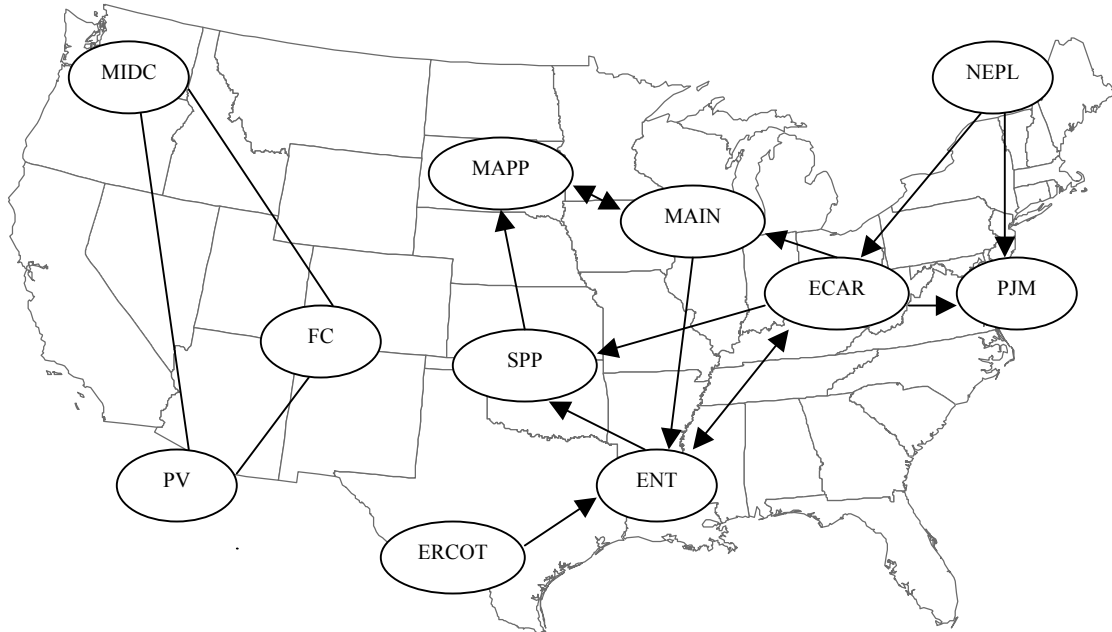 MIDC
NEPL
MAPP
MAIN
ECAR
PJM
FC
SPP
PV
ENT
ERCOT